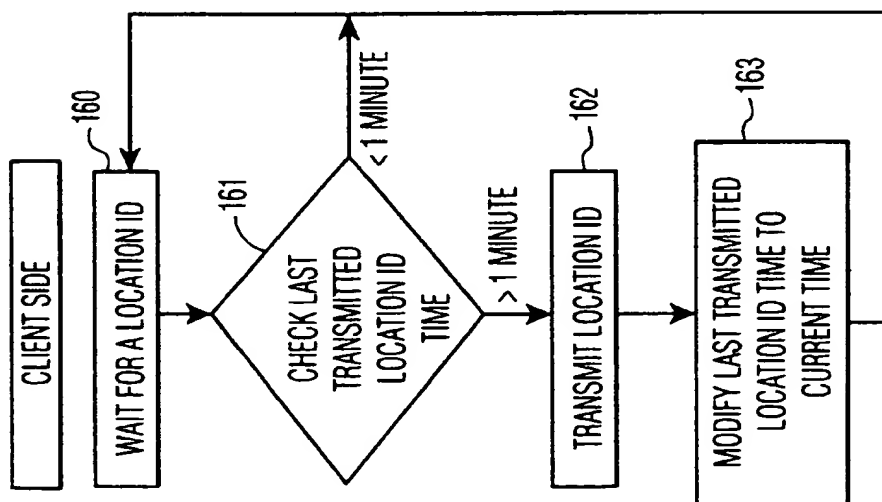 CLIENT SIDE
160
WAIT FOR A LOCATION ID
161
CHECK LAST
TRANSMITTED
LOCATION ID
TIME
< 1 MINUTE
> 1 MINUTE
162
TRANSMIT LOCATION ID
163
MODIFY LAST TRANSMITTED
LOCATION ID TIME TO
CURRENT TIME